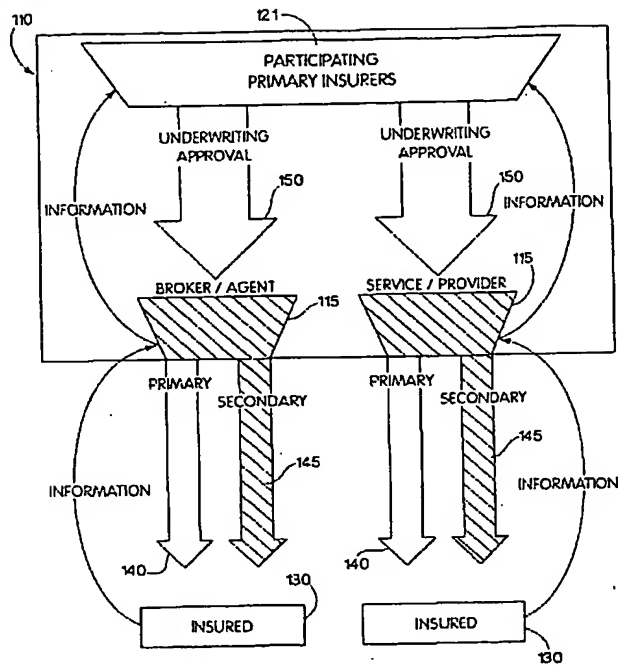 110
121
PARTICIPATING
PRIMARY INSURERS
UNDERWRITING
APPROVAL
UNDERWRITING
APPROVAL
150
150
INFORMATION
INFORMATION
BROKER / AGENT
SERVICE / PROVIDER
115
115
PRIMARY
PRIMARY
SECONDARY
SECONDARY
145
145
INFORMATION
INFORMATION
140
140
130
INSURED
INSURED
130